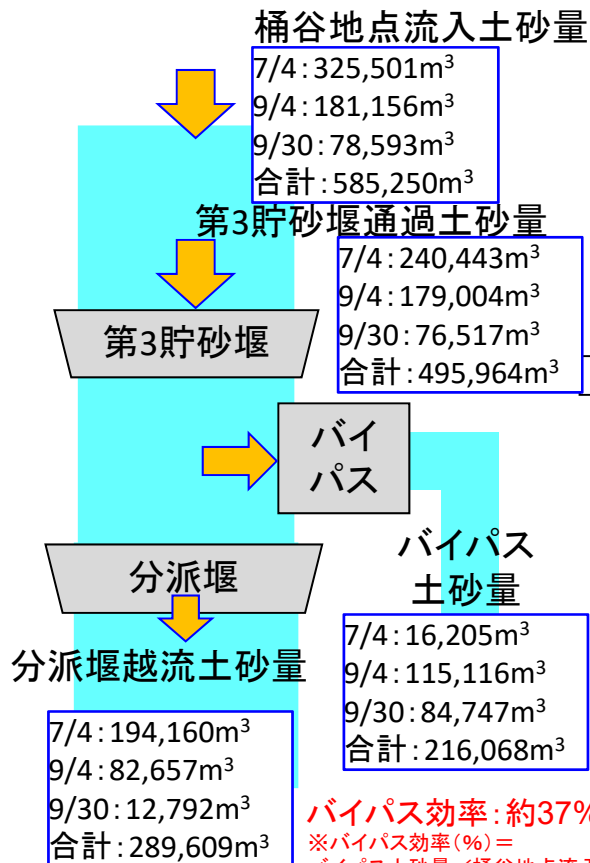 桶谷地点流入土砂量
7/4：325,501m³
9/4：181,156m³
9/30：78,593m³
合計：585,250m³
第3貯砂堰通過土砂量
7/4：240,443m³
9/4：179,004m³
9/30：76,517m³
合計：495,964m³
第3貯砂堰
バイ
パス
分派堰
バイパス
土砂量
7/4：16,205m³
9/4：115,116m³
9/30：84,747m³
合計：216,068m³
分派堰越流土砂量
7/4：194,160m³
9/4：82,657m³
9/30：12,792m³
合計：289,609m³
バイパス効率：約37%
※バイパス効率(%)＝